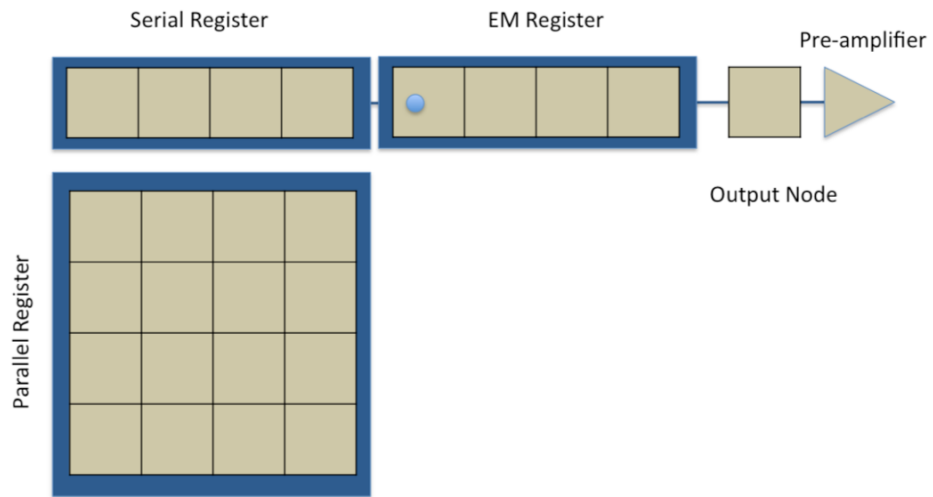 Serial Register
EM Register
Pre-amplifier
Output Node
Parallel Register